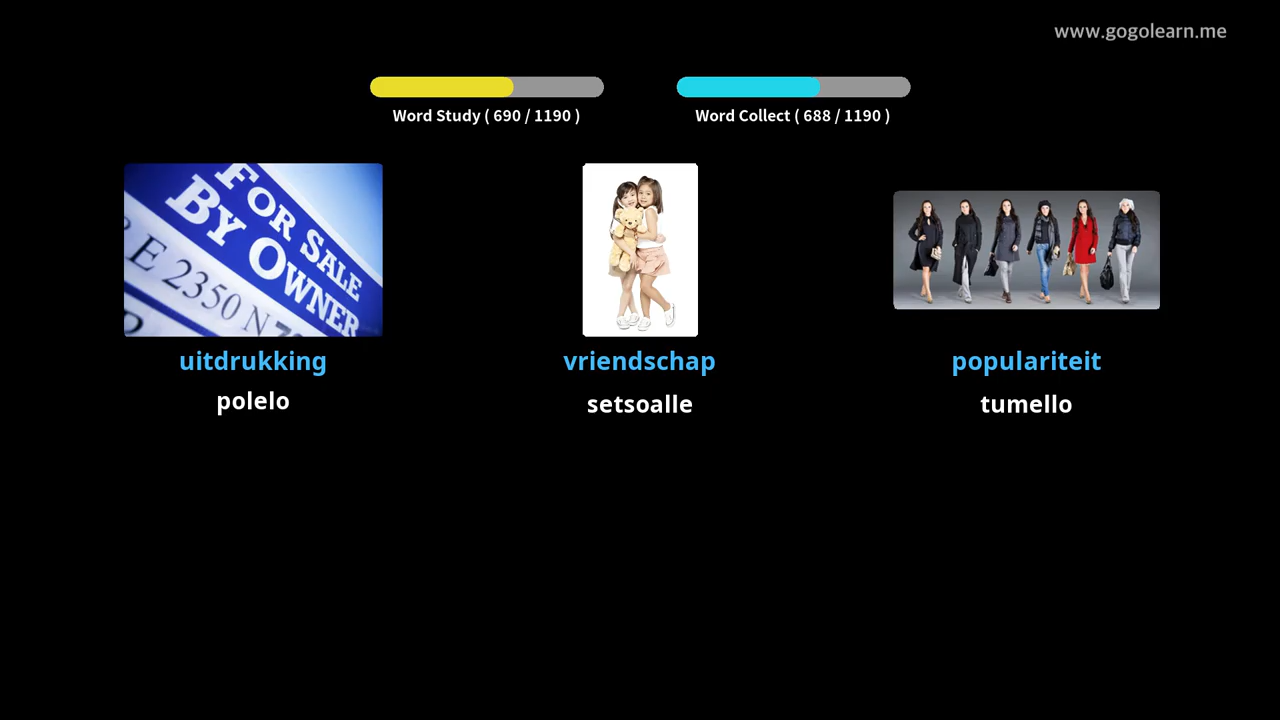 www.gogolearn.me
Word Study ( 690 / 1190 )
Word Collect ( 688 / 1190 )
FOR SALE
BY OWNER
E 2350 N
uitdrukking
vriendschap
populariteit
polelo
setsoalle
tumello